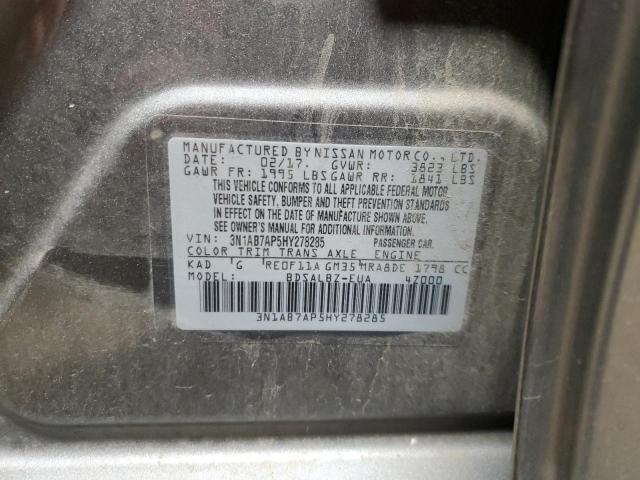 MANUFACTURED BY NISSAN MOTOR CO., LTD.
DATE: 02/17. GVWR: 3823 LBS
GAWR FR: 1995 LBS GAWR RR: 1841 LBS
THIS VEHICLE CONFORMS TO ALL APPLICABLE FEDERAL MOTOR
VEHICLE SAFETY, BUMPER AND THEFT PREVENTION STANDARDS
IN EFFECT ON THE DATE OF MANUFACTURE SHOWN ABOVE.
SEE OWNER'S MANUAL FOR ADDITIONAL INFORMATION.
VIN: 3N1AB7AP5HY278285 PASSENGER CAR.
COLOR TRIM TRANS AXLE ENGINE
KAD G RE0F11A GM35 MRA8DE 1798 CC
MODEL: BDSALBZ-EUA 47000
3N1AB7AP5HY278285